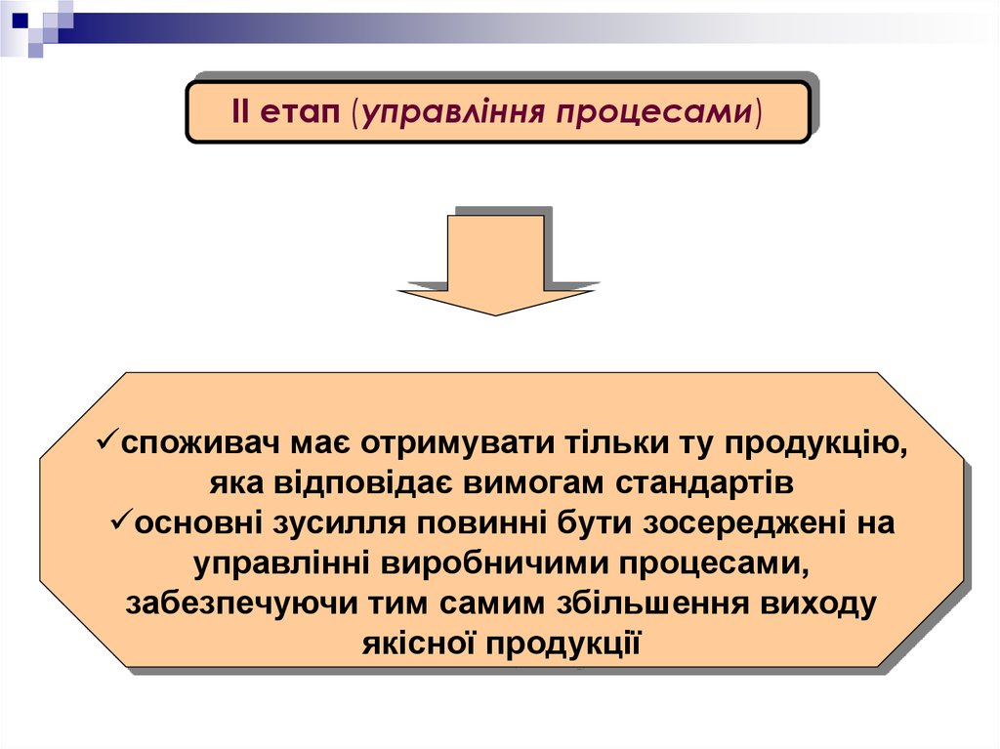 ІІ етап (управління процесами)
✓споживач має отримувати тільки ту продукцію,
яка відповідає вимогам стандартів
✓основні зусилля повинні бути зосереджені на
управлінні виробничими процесами,
забезпечуючи тим самим збільшення виходу
якісної продукції